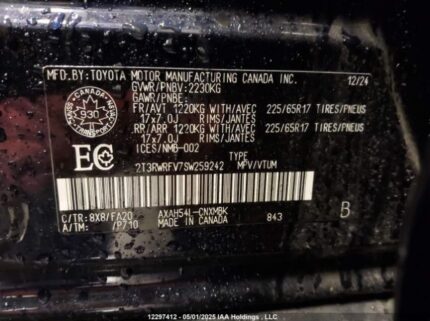 MFD.BY:TOYOTA MOTOR MANUFACTURING CANADA INC. 12/24
GVWR/PNBV:2230KG
GAWR/PNBE:
FR/AVT 1220KG WITH/AVEC 225/65R17 TIRES/PNEUS
17x7.0J RIMS/JANTES
RR/ARR 1220KG WITH/AVEC 225/65R17 TIRES/PNEUS
17x7.0J RIMS/JANTES
ICES/NMB-002
CANADA
930
TRANSPORT
EC
2T3RWRFV7SW259242 TYPE MPV/VTUM
C/TR: 8X8/FA20 AXAH54L-CNXMBK 843 B
A/TM: /P710 MADE IN CANADA
12297412 - 05/01/2025 IAA Holdings, LLC